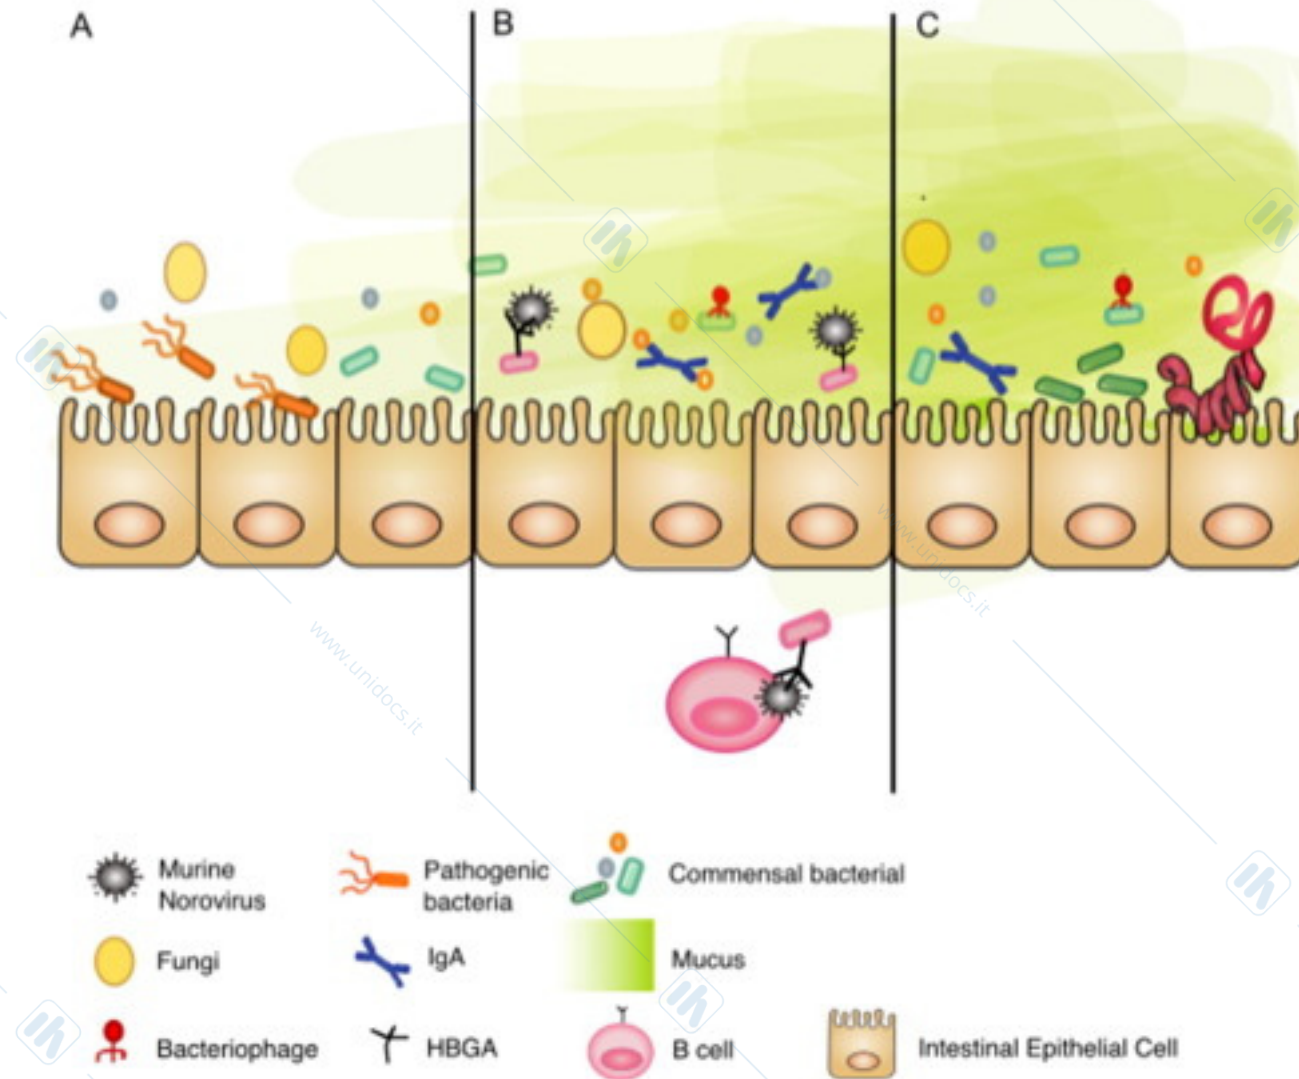 A
B
C
www.unidocs.it
www.unidocs.it
Murine
Norovirus
Pathogenic
bacteria
Commensal bacterial
Fungi
IgA
Mucus
Bacteriophage
HBGA
B cell
Intestinal Epithelial Cell